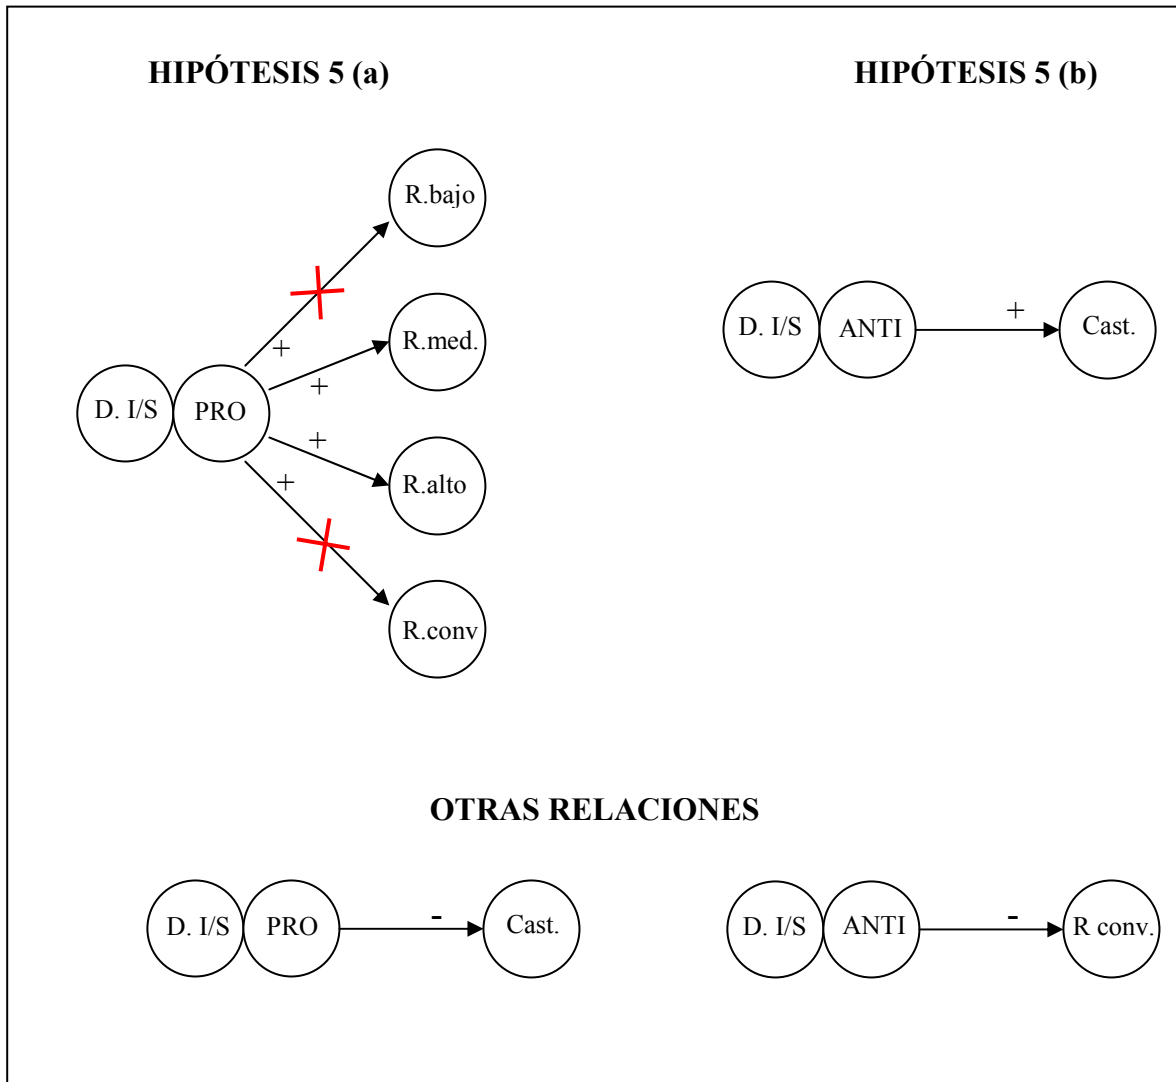 HIPÓTESIS 5 (a)
HIPÓTESIS 5 (b)
R.bajo
R.med.
R.alto
R.conv
D. I/S
PRO
+
+
+
+
D. I/S
ANTI
+
Cast.
OTRAS RELACIONES
D. I/S
PRO
-
Cast.
D. I/S
ANTI
-
R conv.